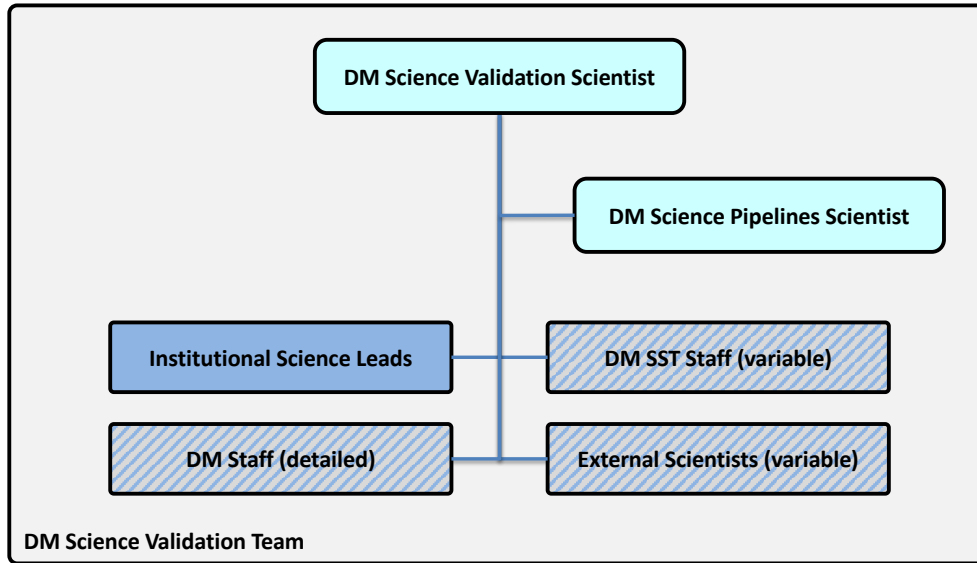 DM Science Validation Scientist
DM Science Pipelines Scientist
Institutional Science Leads
DM SST Staff (variable)
DM Staff (detailed)
External Scientists (variable)
DM Science Validation Team